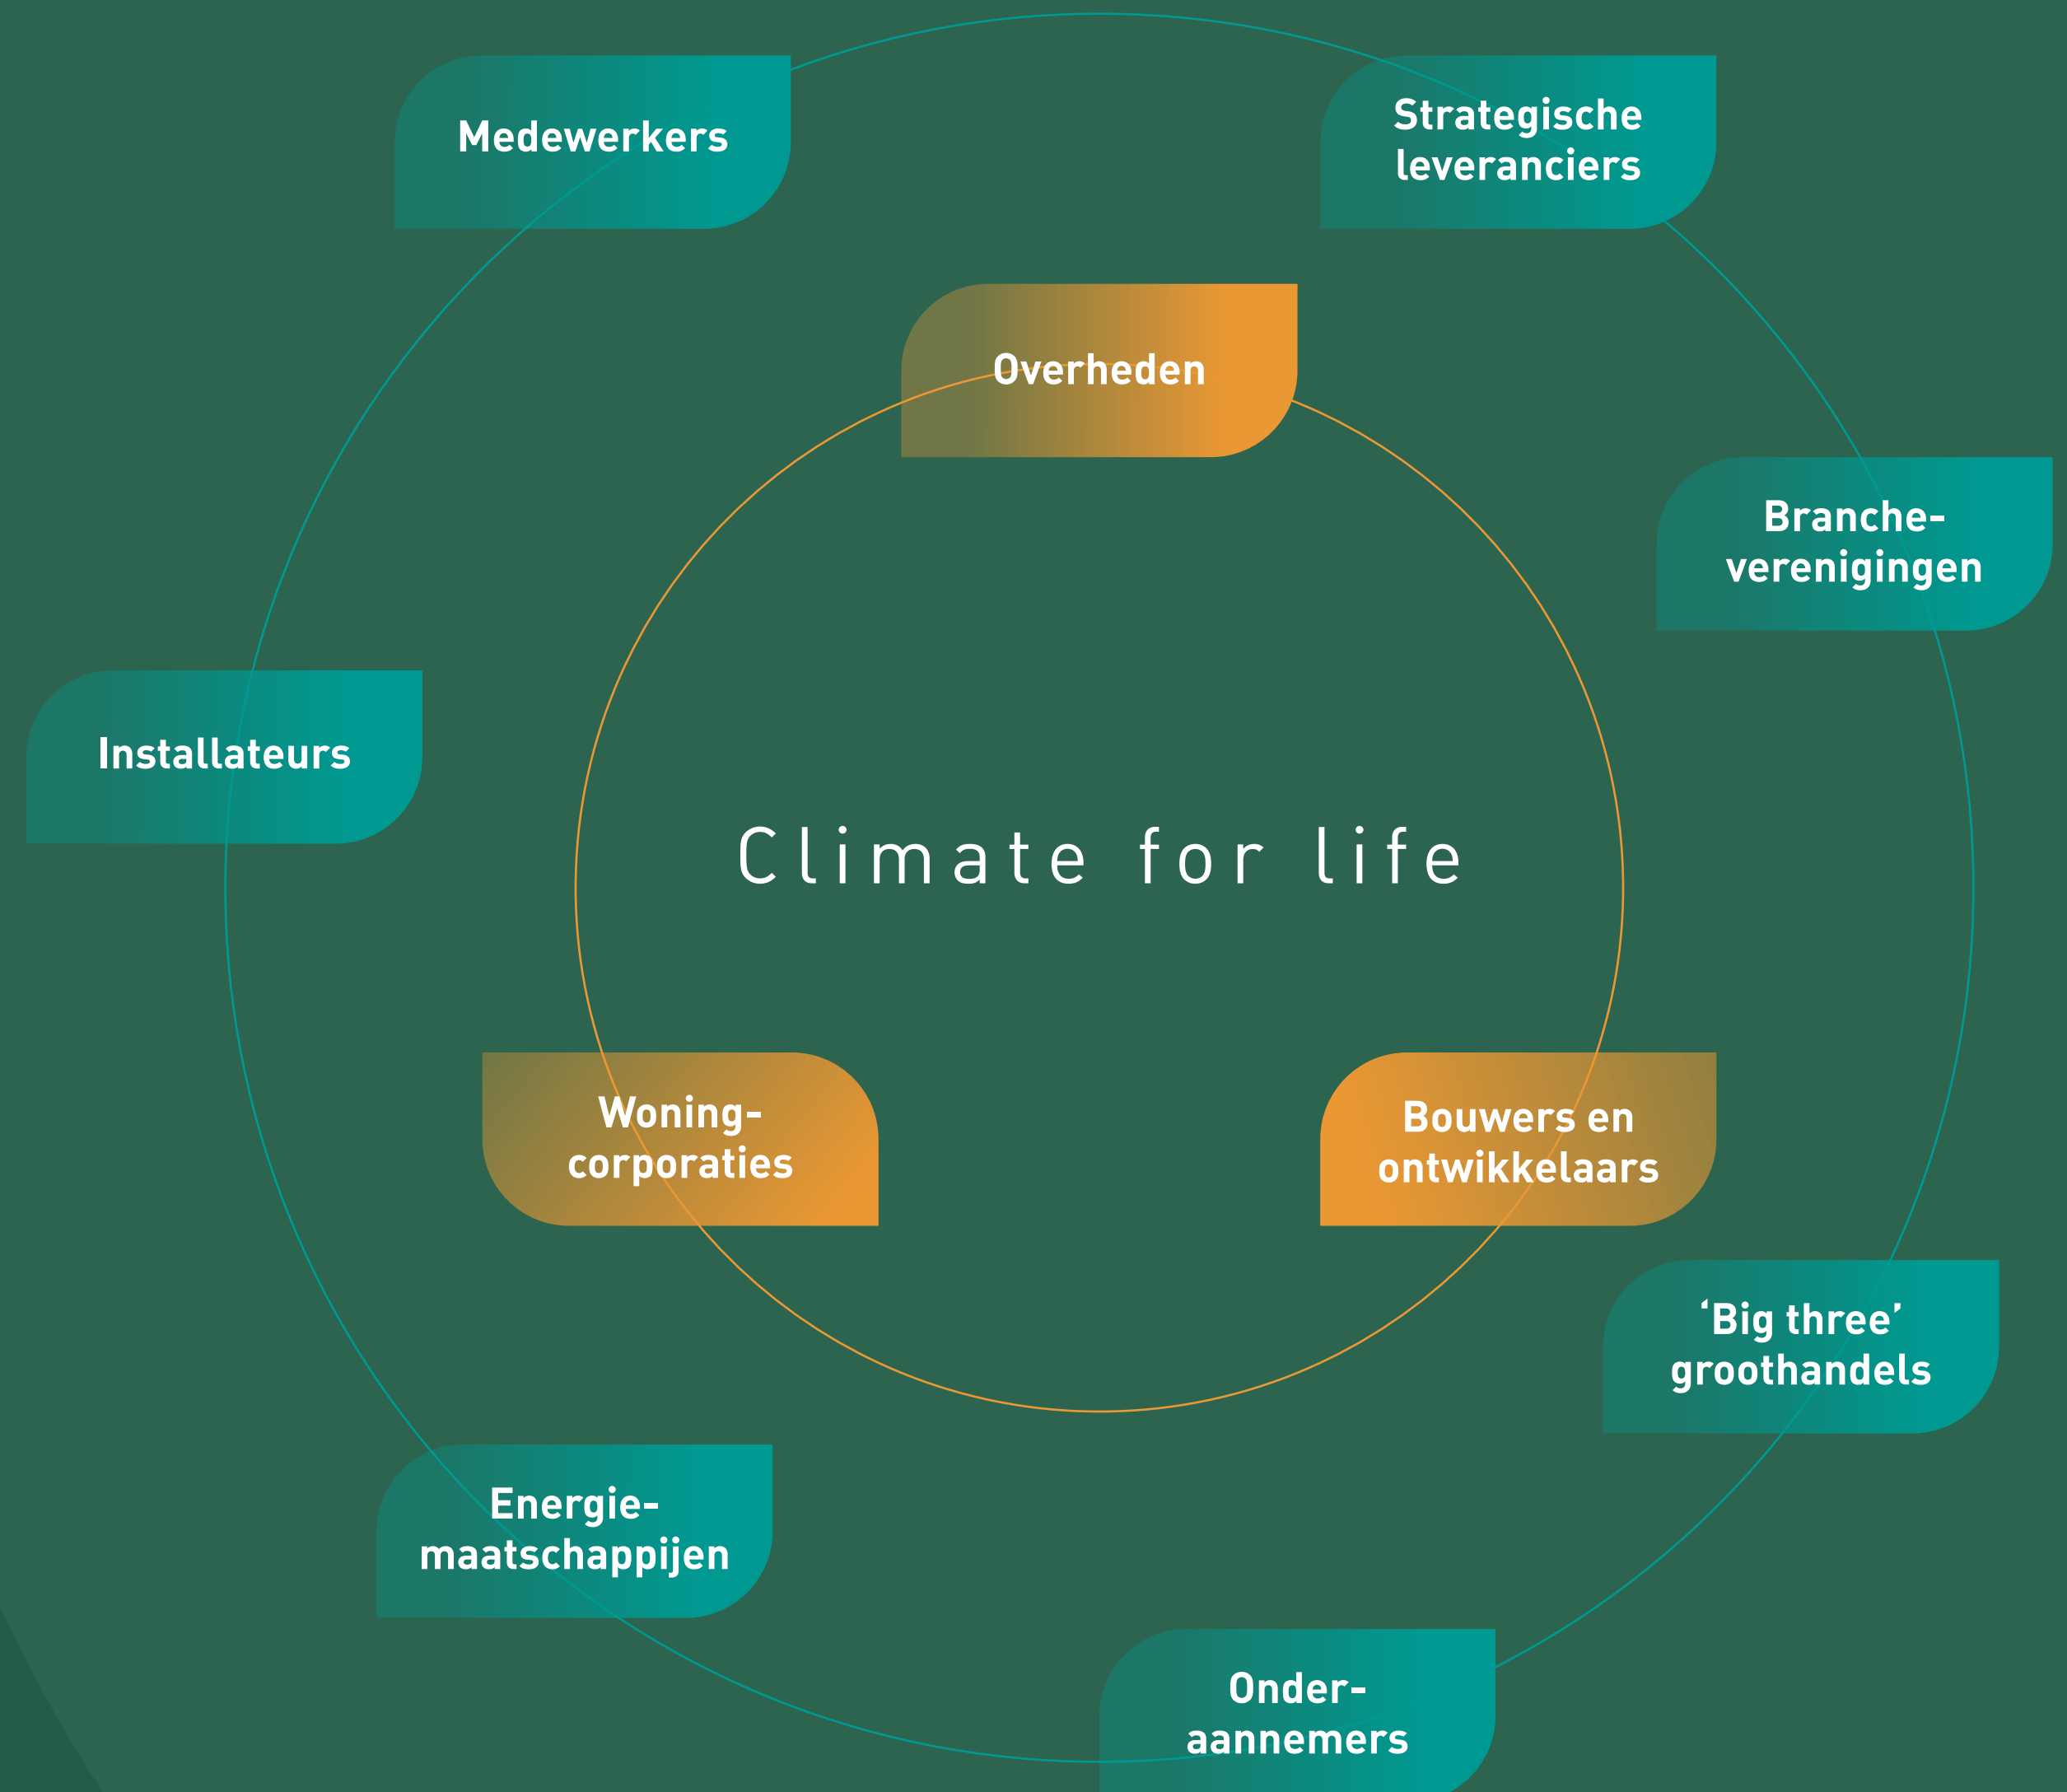 Medewerkers
Strategische
leveranciers
Overheden
Branche-
verenigingen
Installateurs
Climate for life
Woning-
corporaties
Bouwers en
ontwikkelaars
‘Big three’
groothandels
Energie-
maatschappijen
Onder-
aannemers